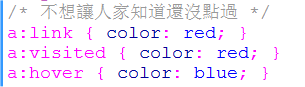 /* 不想讓人家知道還沒點過 */
a:link { color: red; }
a:visited { color: red; }
a:hover { color: blue; }